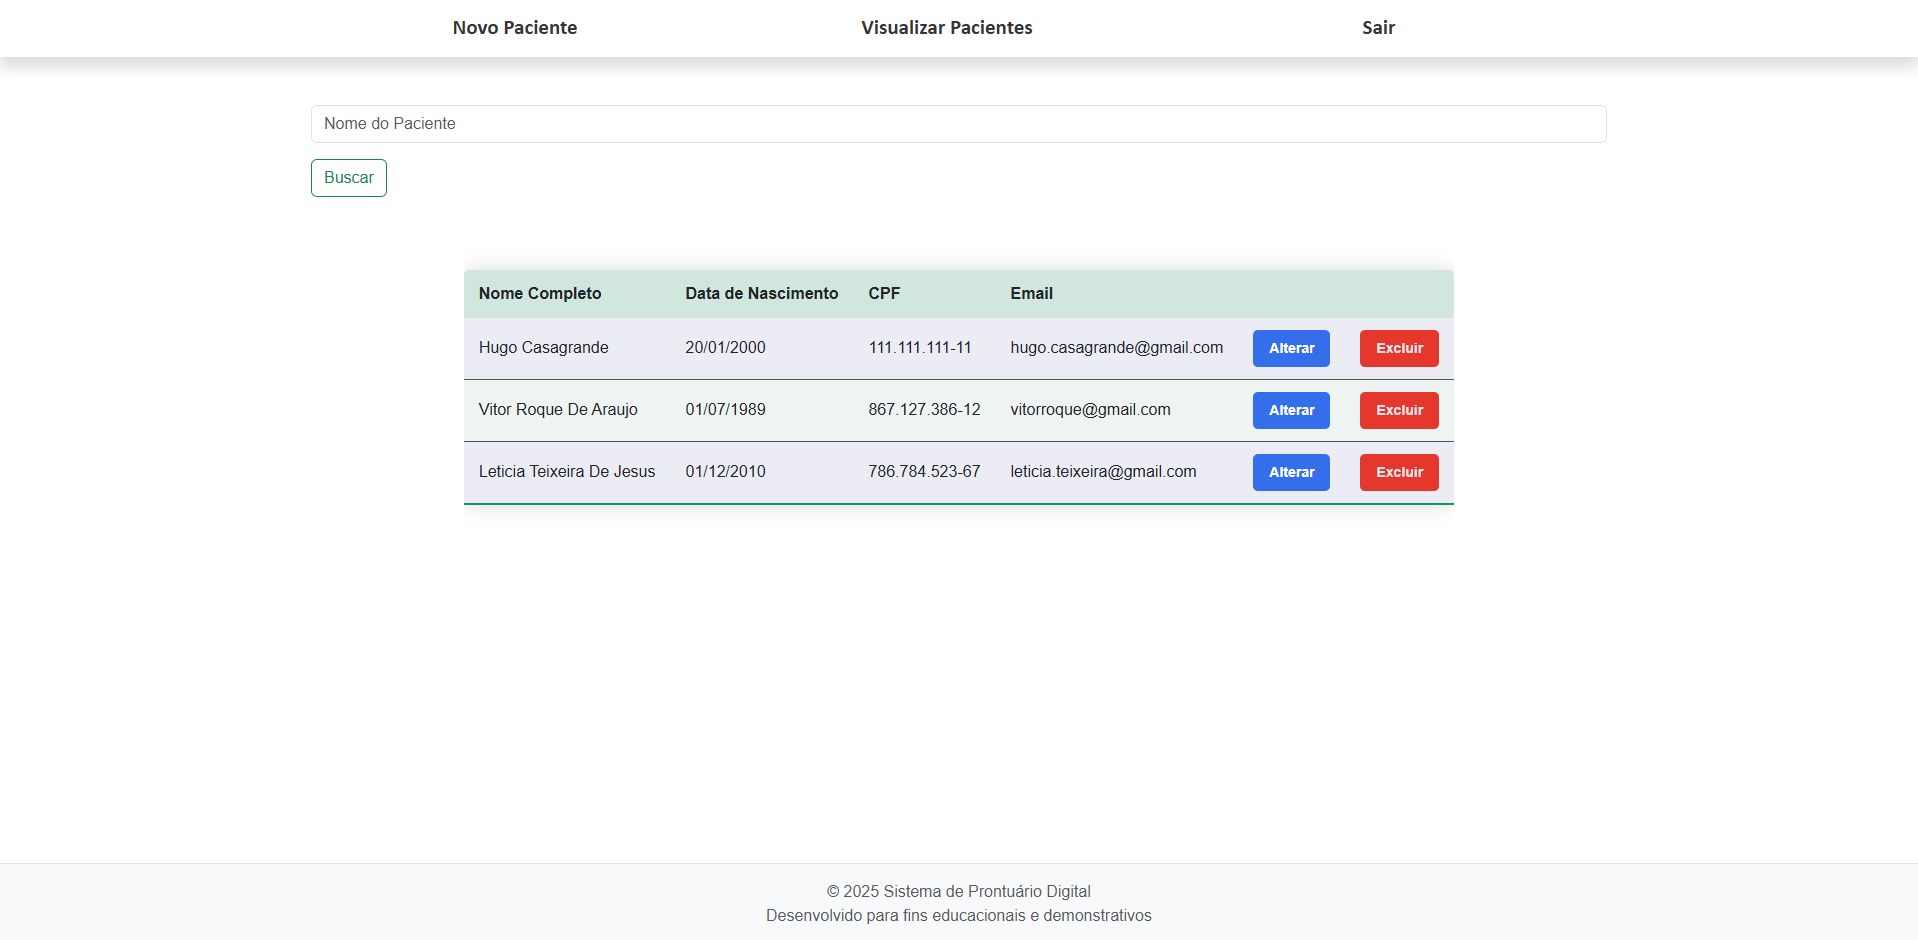 Novo Paciente Visualizar Pacientes Sair
Nome do Paciente
Buscar
Nome Completo Data de Nascimento CPF Email
Hugo Casagrande 20/01/2000 111.111.111-11 hugo.casagrande@gmail.com Alterar Excluir
Vitor Roque De Araujo 01/07/1989 867.127.386-12 vitorroque@gmail.com Alterar Excluir
Leticia Teixeira De Jesus 01/12/2010 786.784.523-67 leticia.teixeira@gmail.com Alterar Excluir
© 2025 Sistema de Prontuário Digital
Desenvolvido para fins educacionais e demonstrativos